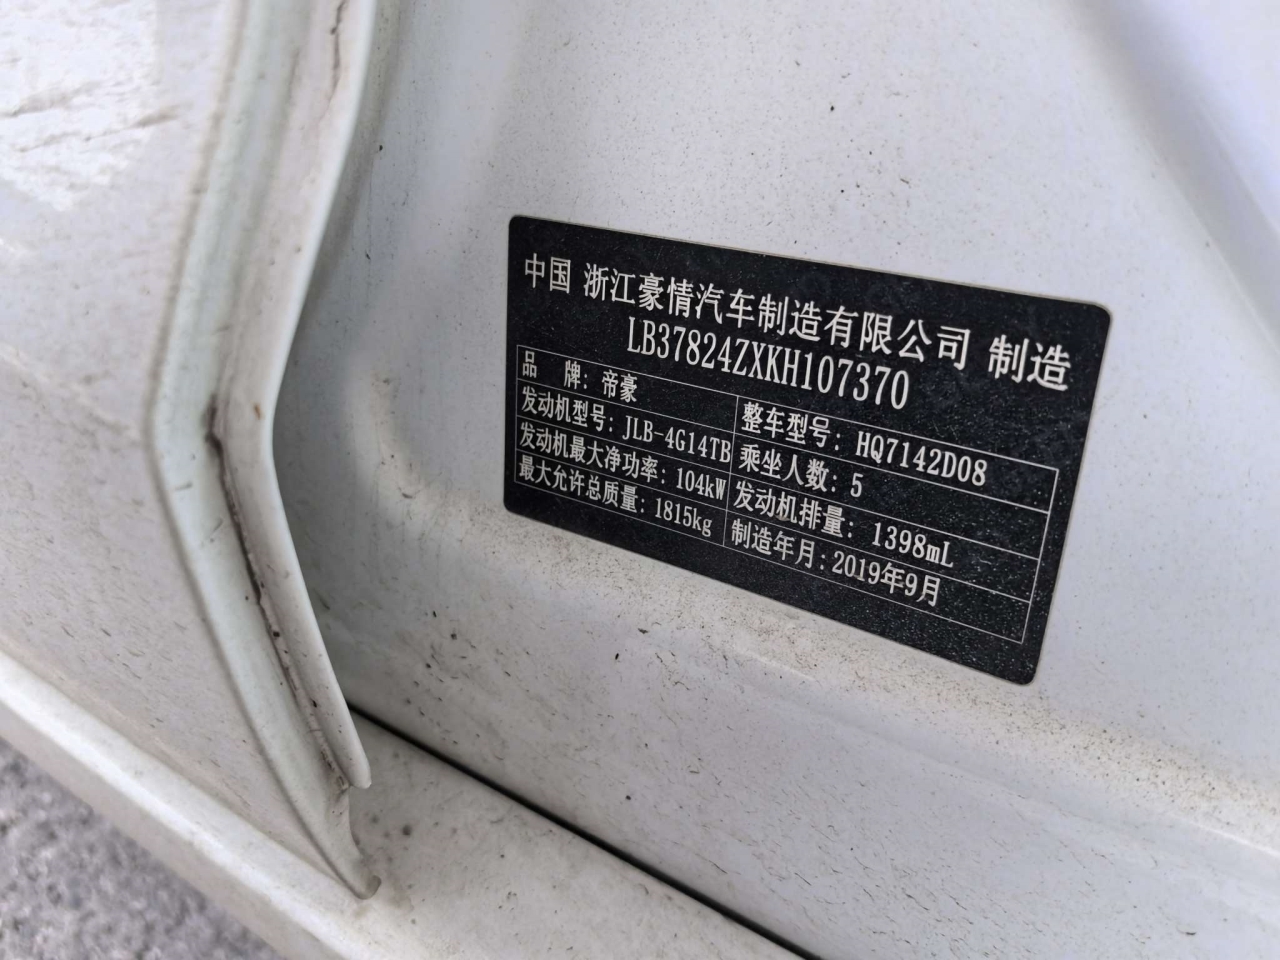 中国 浙江豪情汽车制造有限公司 制造
LB37824ZXKH107370
品 牌：帝豪 整车型号：HQ7142D08
发动机型号：JLB-4G14TB 乘坐人数：5
发动机最大净功率：104kW 发动机排量：1398mL
最大允许总质量：1815kg 制造年月：2019年9月